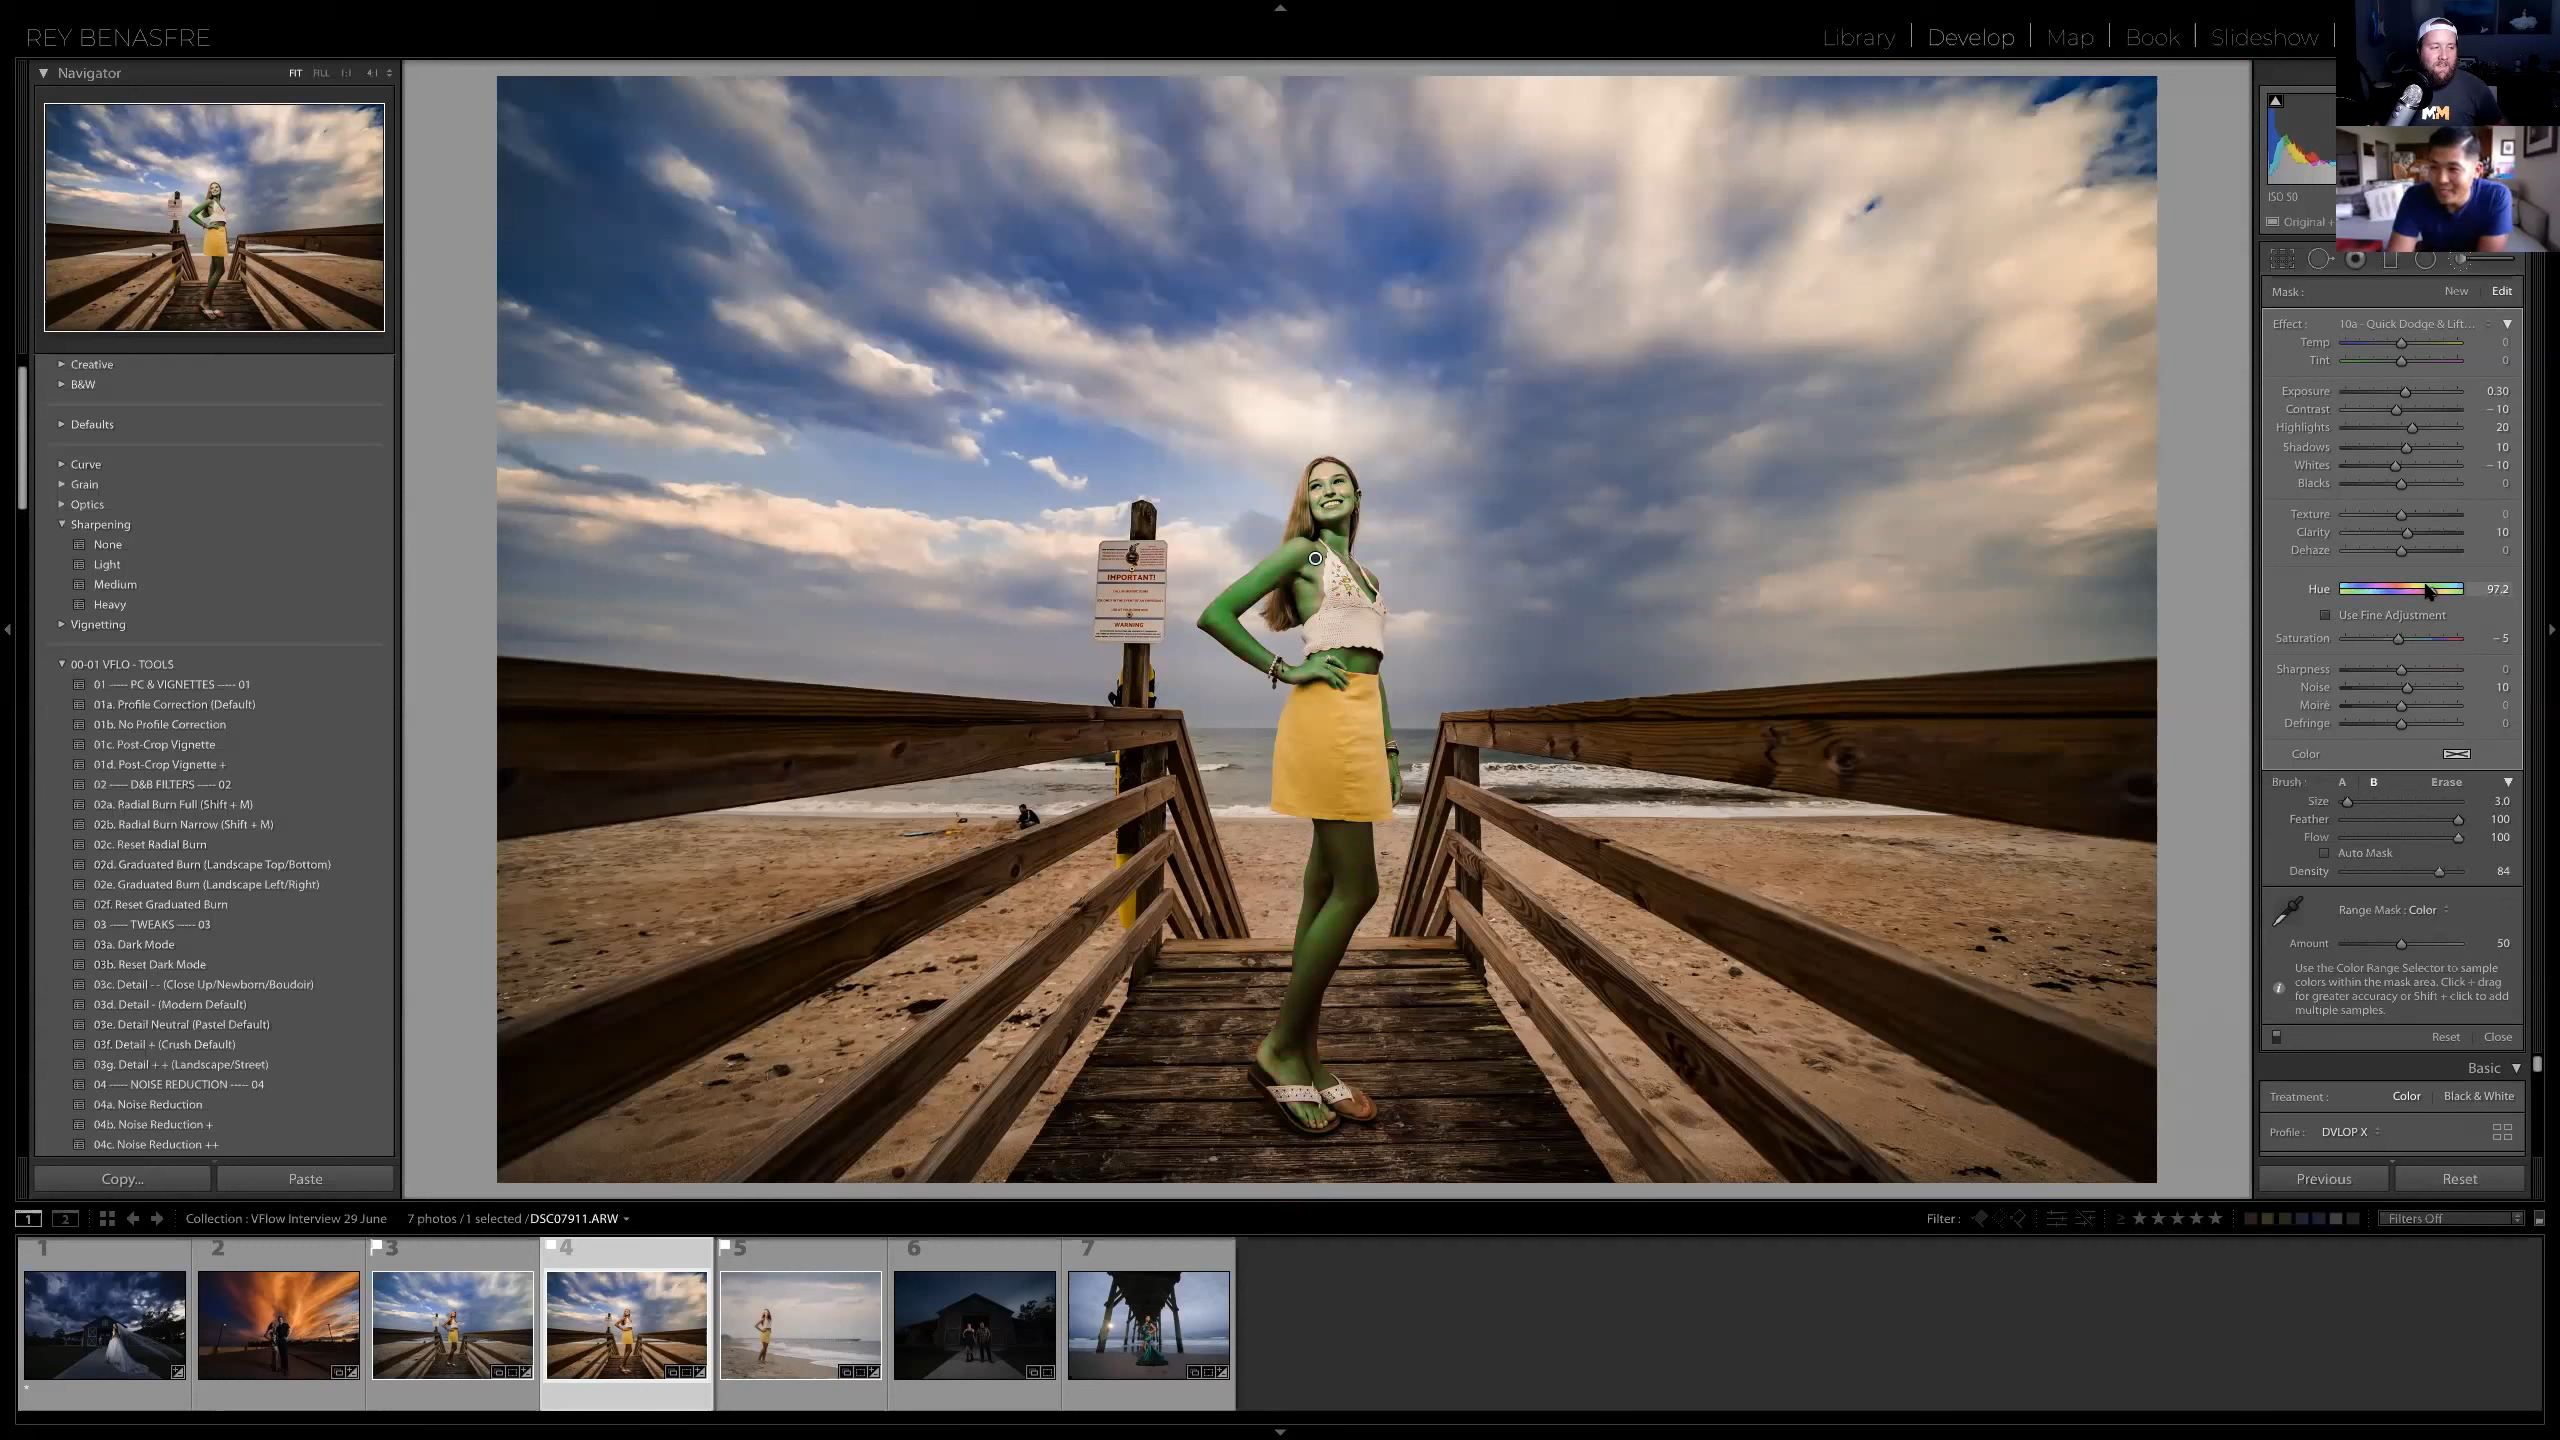 REY BENASFRE
Library | Develop | Map | Book | Slideshow |
Navigator FIT FILL 1:1 4:1
Creative
B&W
Defaults
Curve
Grain
Optics
Sharpening
None
Light
Medium
Heavy
Vignetting
00-01 VFLO - TOOLS
01 ----- PC & VIGNETTES ----- 01
01a. Profile Correction (Default)
01b. No Profile Correction
01c. Post-Crop Vignette
01d. Post-Crop Vignette +
02 ----- D&B FILTERS ----- 02
02a. Radial Burn Full (Shift + M)
02b. Radial Burn Narrow (Shift + M)
02c. Reset Radial Burn
02d. Graduated Burn (Landscape Top/Bottom)
02e. Graduated Burn (Landscape Left/Right)
02f. Reset Graduated Burn
03 ----- TWEAKS ----- 03
03a. Dark Mode
03b. Reset Dark Mode
03c. Detail - - (Close Up/Newborn/Boudoir)
03d. Detail - (Modern Default)
03e. Detail Neutral (Pastel Default)
03f. Detail + (Crush Default)
03g. Detail + + (Landscape/Street)
04 ----- NOISE REDUCTION ----- 04
04a. Noise Reduction
04b. Noise Reduction +
04c. Noise Reduction ++
Copy... Paste
IMPORTANT!
WARNING
MM
ISO 50
Original +
Mask : New Edit
Effect : 10a - Quick Dodge & Lift...
Temp 0
Tint 0
Exposure 0.30
Contrast - 10
Highlights 20
Shadows 10
Whites - 10
Blacks 0
Texture 0
Clarity 10
Dehaze 0
Hue 97.2
Use Fine Adjustment
Saturation - 5
Sharpness 0
Noise 10
Moiré 0
Defringe 0
Color
Brush : A B Erase
Size 3.0
Feather 100
Flow 100
Auto Mask
Density 84
Range Mask : Color
Amount 50
Use the Color Range Selector to sample
colors within the mask area. Click + drag
for greater accuracy or Shift + click to add
multiple samples.
Reset Close
Basic
Treatment : Color Black & White
Profile : DVLOP X
Previous Reset
1 2 Collection : VFlow Interview 29 June 7 photos / 1 selected / DSC07911.ARW Filter : ≥ Filters Off
1 2 3 4 5 6 7